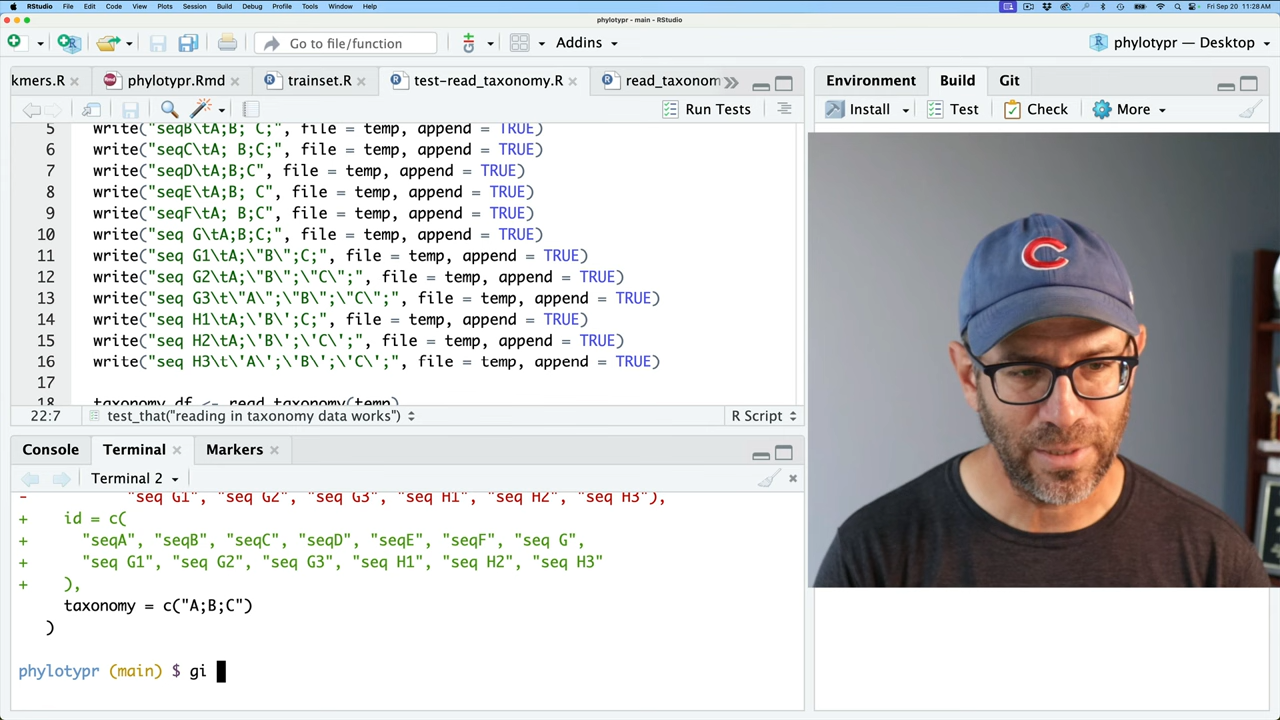 RStudio File Edit Code View Plots Session Build Debug Profile Tools Window Help Fri Sep 20 11:28AM
phylotypr - main - RStudio
Go to file/function Addins phylotypr — Desktop
kmers.R phylotypr.Rmd trainset.R test-read_taxonomy.R read_taxonom Environment Build Git
Run Tests Install Test Check More
5 write("seqB\tA;B; C;", file = temp, append = TRUE)
6 write("seqC\tA; B;C;", file = temp, append = TRUE)
7 write("seqD\tA;B;C", file = temp, append = TRUE)
8 write("seqE\tA;B; C", file = temp, append = TRUE)
9 write("seqF\tA; B;C", file = temp, append = TRUE)
10 write("seq G\tA;B;C;", file = temp, append = TRUE)
11 write("seq G1\tA;\"B\";C;", file = temp, append = TRUE)
12 write("seq G2\tA;\"B\";\"C\";", file = temp, append = TRUE)
13 write("seq G3\t\"A\";\"B\";\"C\";", file = temp, append = TRUE)
14 write("seq H1\tA;\'B\';C;", file = temp, append = TRUE)
15 write("seq H2\tA;\'B\';\'C\';", file = temp, append = TRUE)
16 write("seq H3\t\'A\';\'B\';\'C\';", file = temp, append = TRUE)
17
18 taxonomy_df <- read_taxonomy(temp)
22:7 test_that("reading in taxonomy data works") R Script
Console Terminal Markers
Terminal 2
- "seq G1", "seq G2", "seq G3", "seq H1", "seq H2", "seq H3"),
+ id = c(
+ "seqA", "seqB", "seqC", "seqD", "seqE", "seqF", "seq G",
+ "seq G1", "seq G2", "seq G3", "seq H1", "seq H2", "seq H3"
+ ),
taxonomy = c("A;B;C")
)
phylotypr (main) $ gi